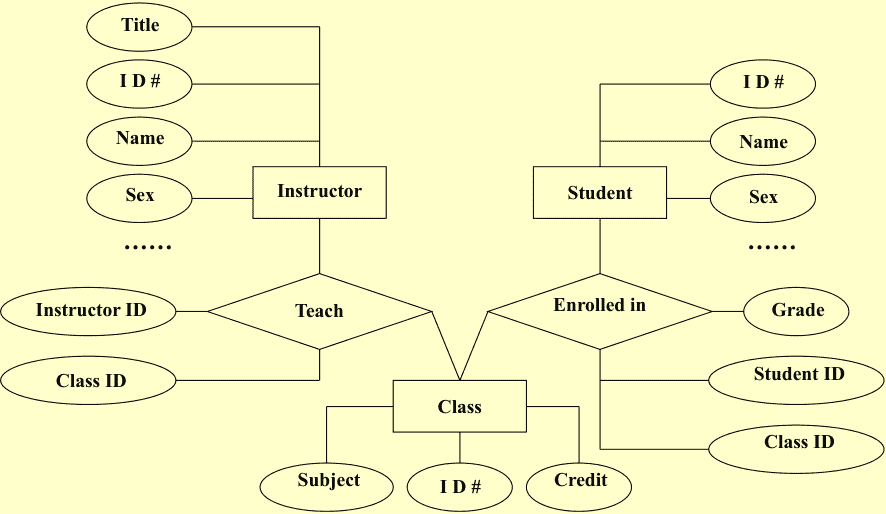 Title
I D #
I D #
Name
Name
Sex
Instructor
Student
Sex
......
......
Instructor ID
Teach
Enrolled in
Grade
Class ID
Student ID
Class
Class ID
Subject
I D #
Credit